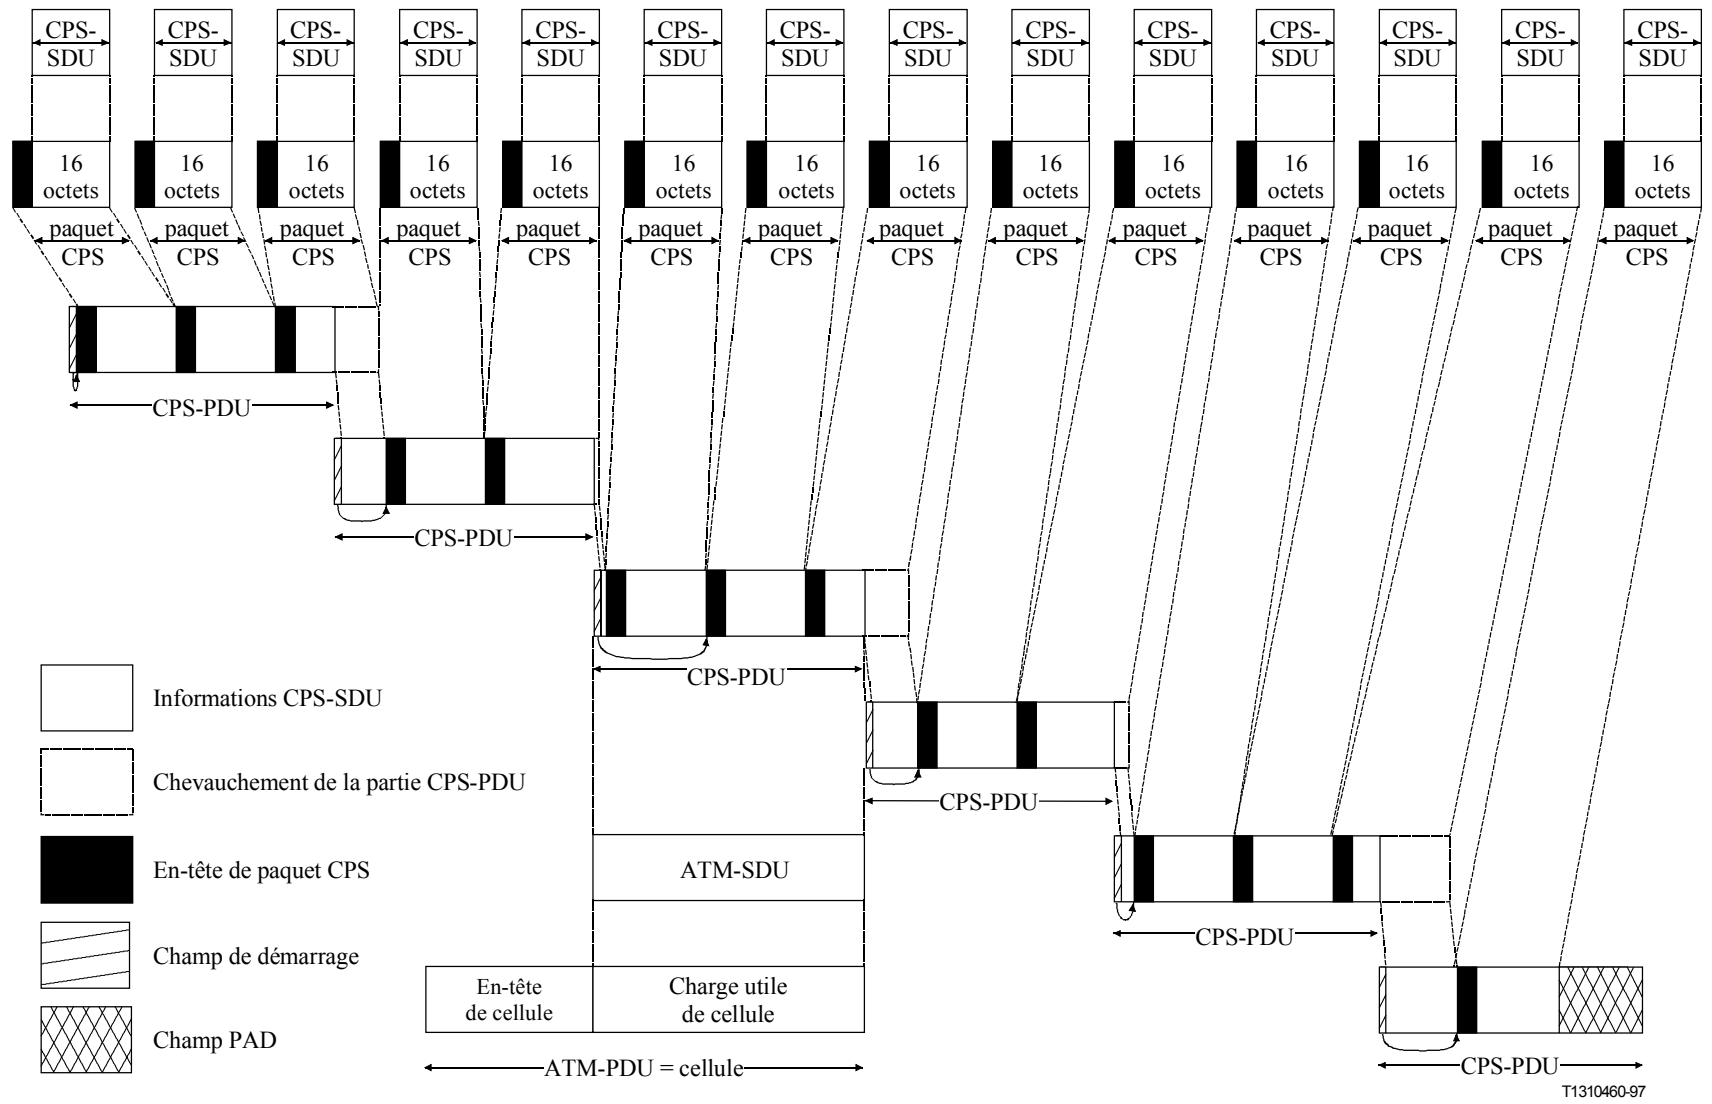 CPS-
SDU
CPS-
SDU
CPS-
SDU
CPS-
SDU
CPS-
SDU
CPS-
SDU
CPS-
SDU
CPS-
SDU
CPS-
SDU
CPS-
SDU
CPS-
SDU
CPS-
SDU
CPS-
SDU
CPS-
SDU
16
octets
16
octets
16
octets
16
octets
16
octets
16
octets
16
octets
16
octets
16
octets
16
octets
16
octets
16
octets
16
octets
16
octets
paquet
CPS
paquet
CPS
paquet
CPS
paquet
CPS
paquet
CPS
paquet
CPS
paquet
CPS
paquet
CPS
paquet
CPS
paquet
CPS
paquet
CPS
paquet
CPS
paquet
CPS
paquet
CPS
CPS-PDU
CPS-PDU
CPS-PDU
CPS-PDU
CPS-PDU
CPS-PDU
Informations CPS-SDU
Chevauchement de la partie CPS-PDU
En-tête de paquet CPS
Champ de démarrage
Champ PAD
ATM-SDU
En-tête
de cellule
Charge utile
de cellule
ATM-PDU = cellule
T1310460-97